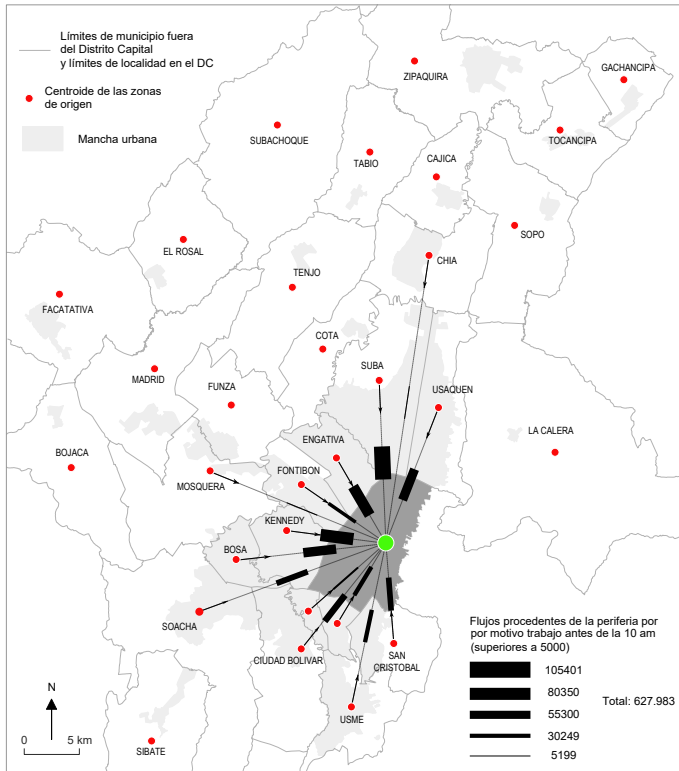 Límites de municipio fuera
del Distrito Capital
y límites de localidad en el DC
Centroide de las zonas
de origen
Mancha urbana
ZIPAQUIRA
GACHANCIPA
SUBACHOQUE
TOCANCIPA
TABIO
CAJICA
EL ROSAL
SOPO
CHIA
TENJO
FACATATIVA
COTA
MADRID
FUNZA
SUBA
USAQUEN
LA CALERA
BOJACA
ENGATIVA
MOSQUERA
FONTIBON
KENNEDY
BOSA
SOACHA
CIUDAD BOLIVAR
SAN
CRISTOBAL
USME
SIBATE
N
0 5 km
Flujos procedentes de la periferia por
por motivo trabajo antes de la 10 am
(superiores a 5000)
105401
80350
55300
30249
5199
Total: 627.983